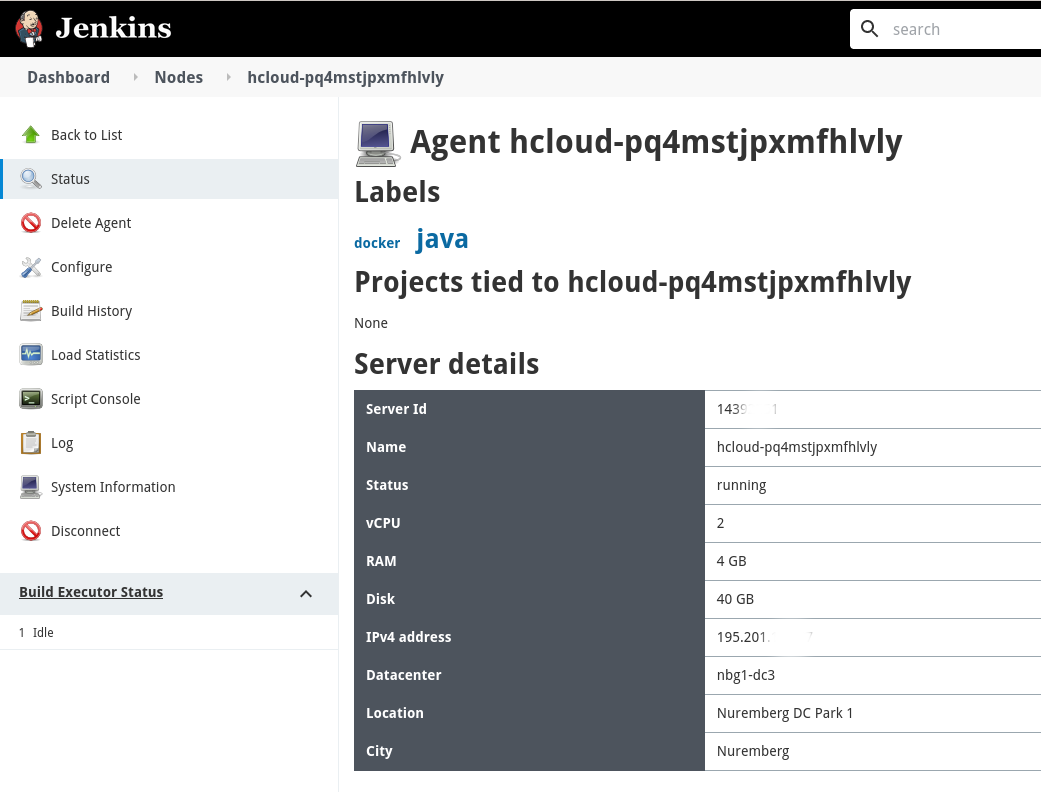 Jenkins
search
Dashboard Nodes hcloud-pq4mstjpxmfhlvly
Back to List
Status
Delete Agent
Configure
Build History
Load Statistics
Script Console
Log
System Information
Disconnect
Build Executor Status
1 Idle
Agent hcloud-pq4mstjpxmfhlvly
Labels
docker java
Projects tied to hcloud-pq4mstjpxmfhlvly
None
Server details
Server Id 1439 1
Name hcloud-pq4mstjpxmfhlvly
Status running
vCPU 2
RAM 4 GB
Disk 40 GB
IPv4 address 195.201. 7
Datacenter nbg1-dc3
Location Nuremberg DC Park 1
City Nuremberg